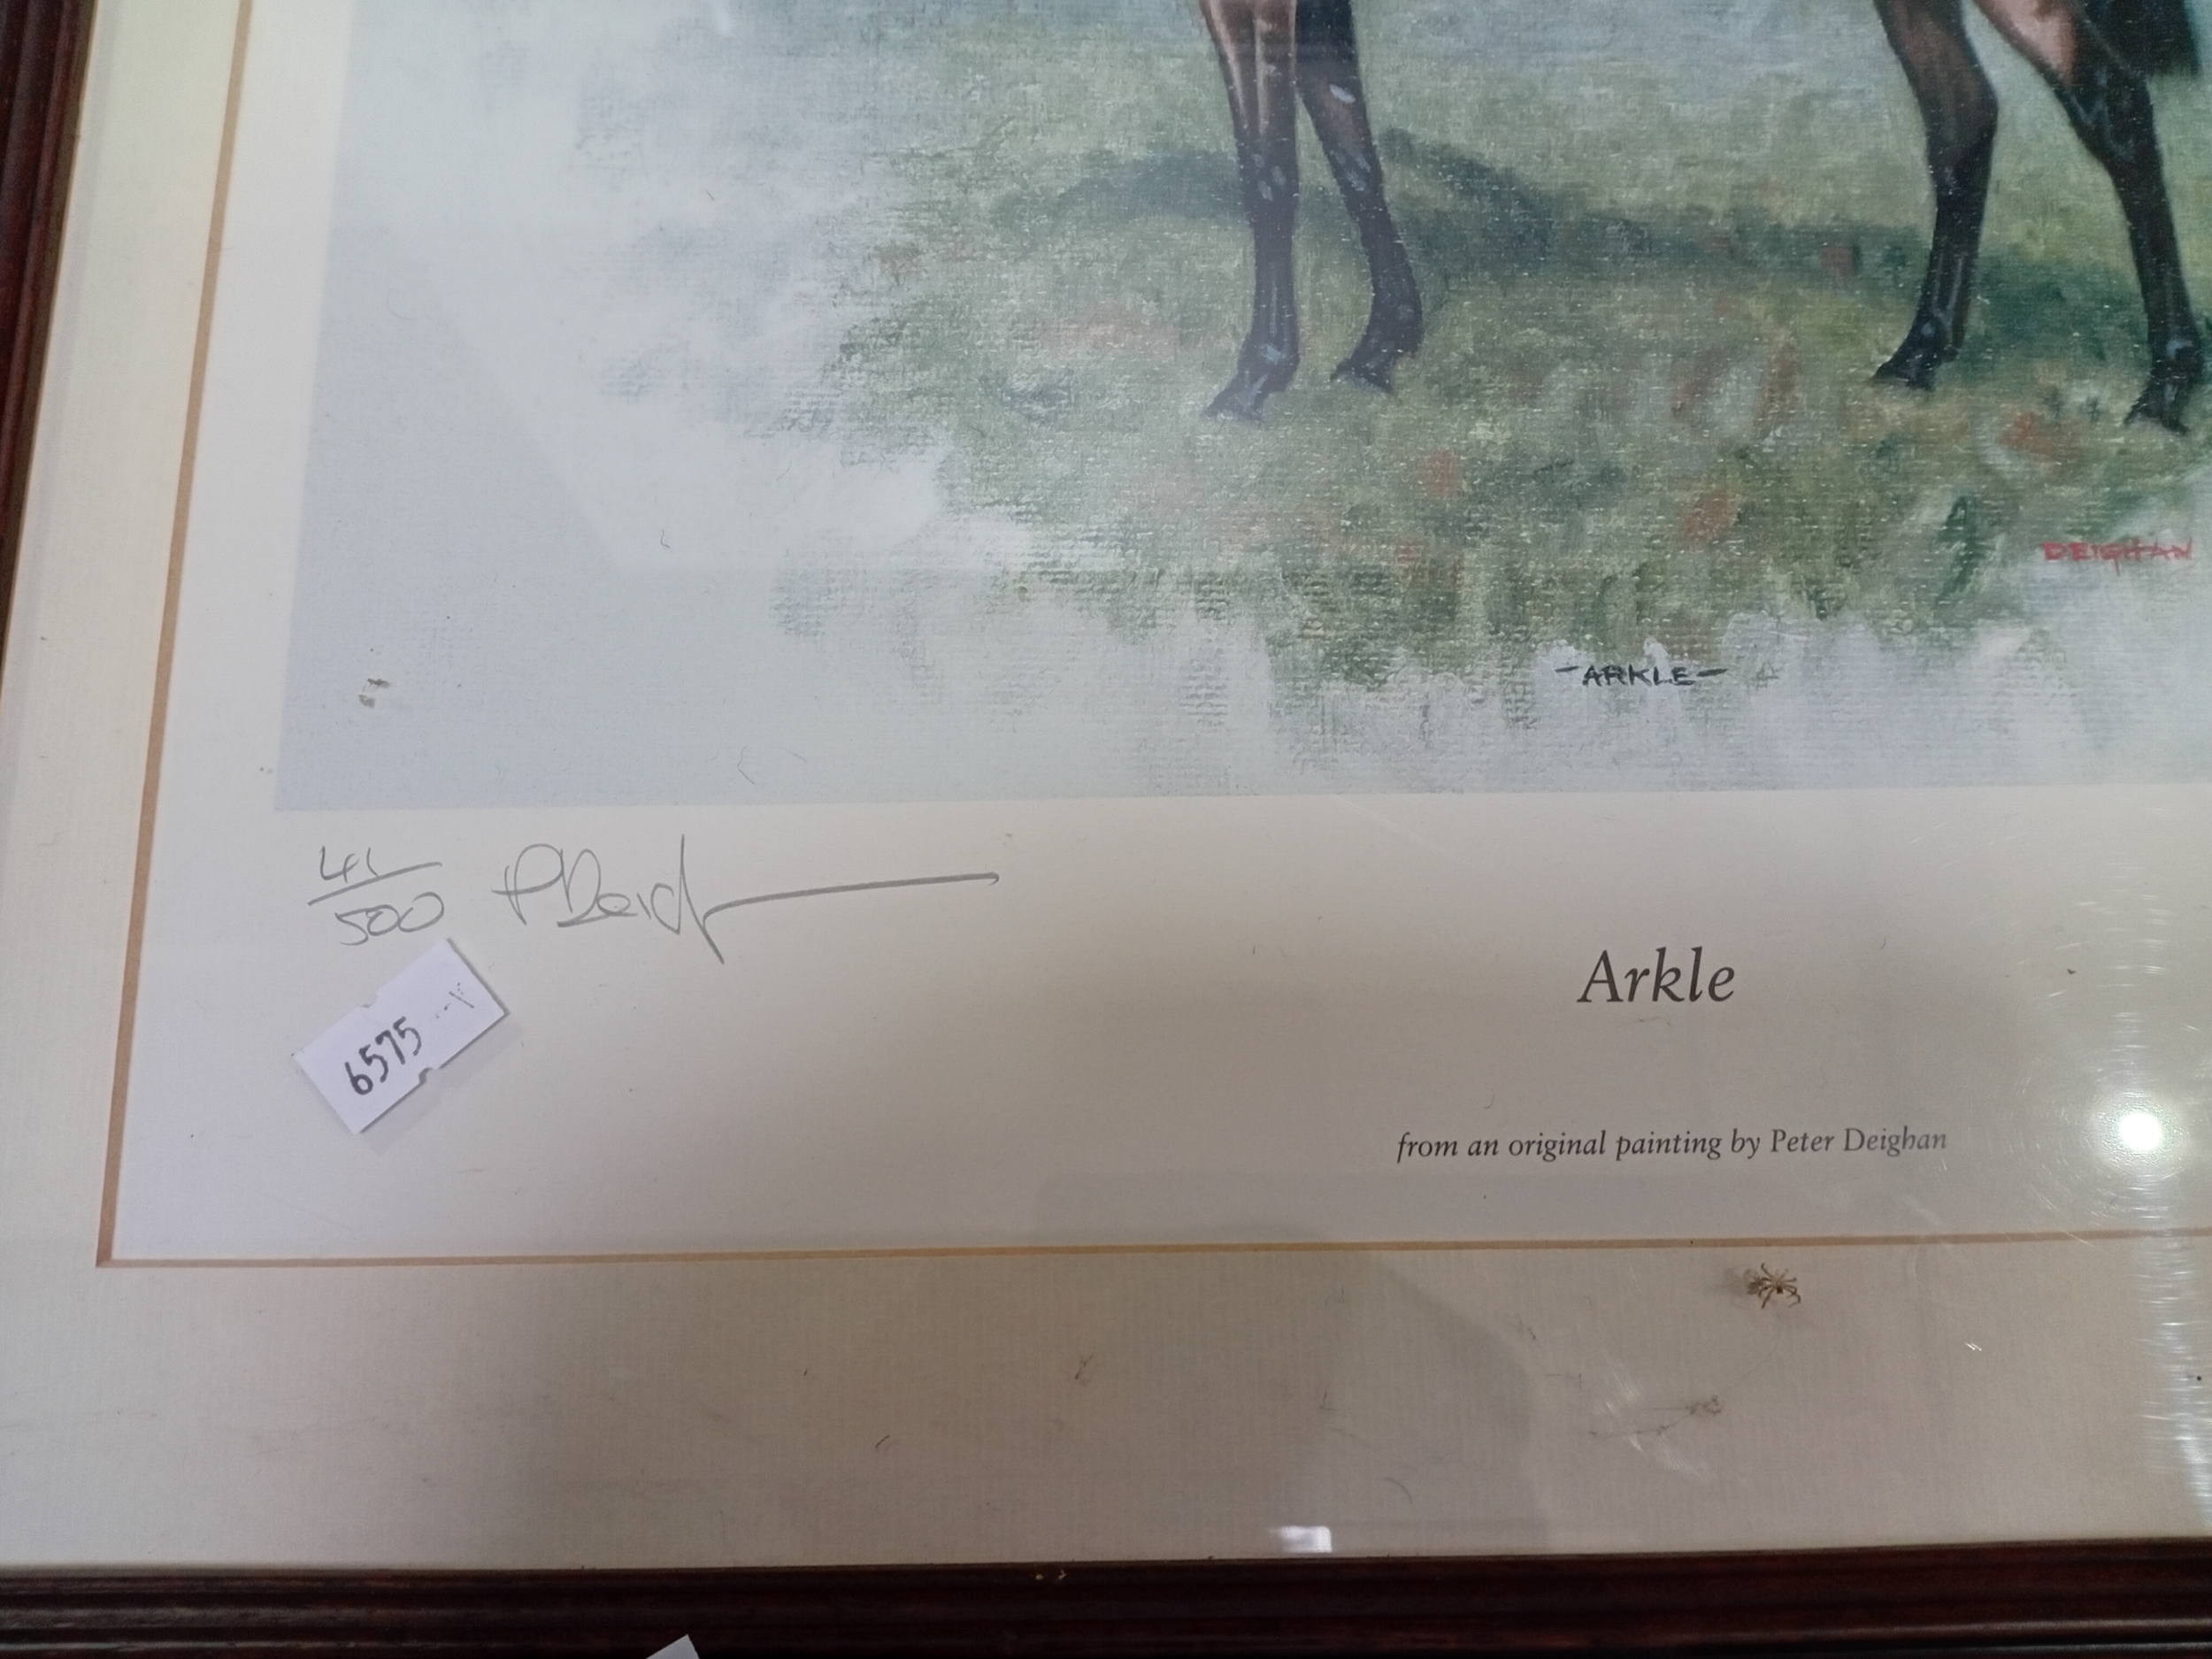 DEIGHAN
-ARKLE-
41
500
6575
Arkle
from an original painting by Peter Deighan